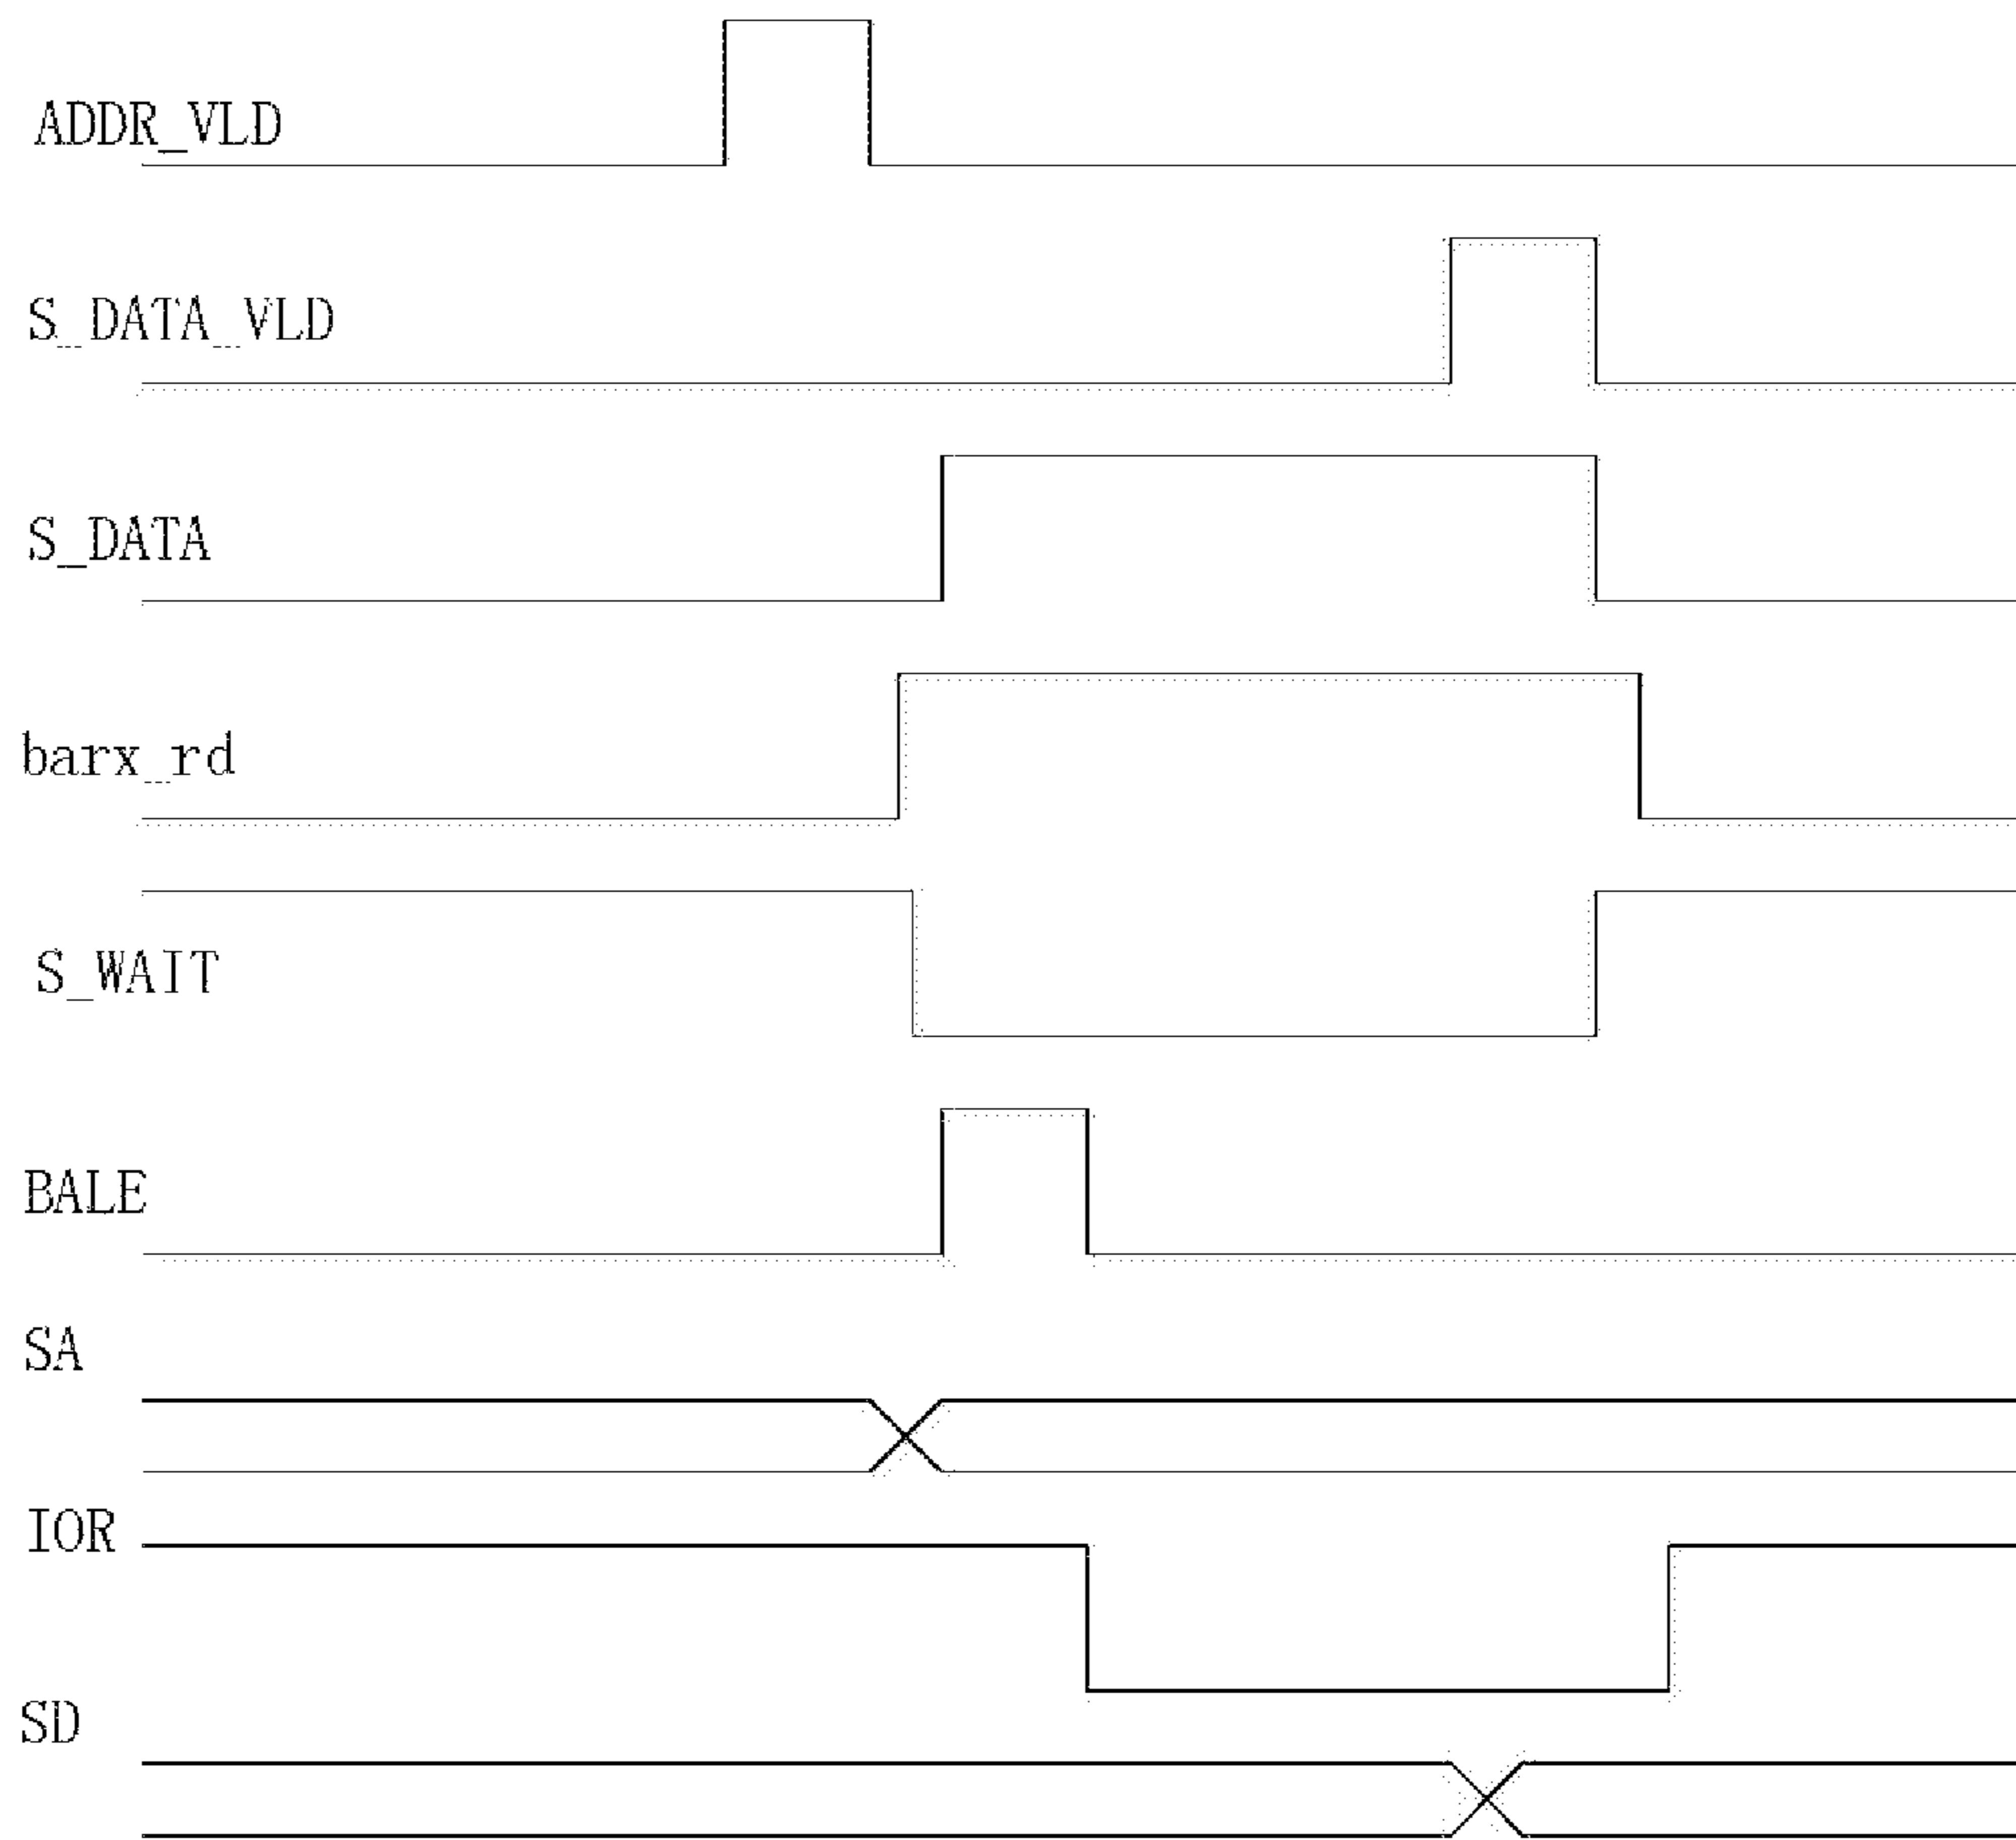 ADDR_VLD
S_DATA_VLD
S_DATA
barx_rd
S_WAIT
BALE
SA
IOR
SD